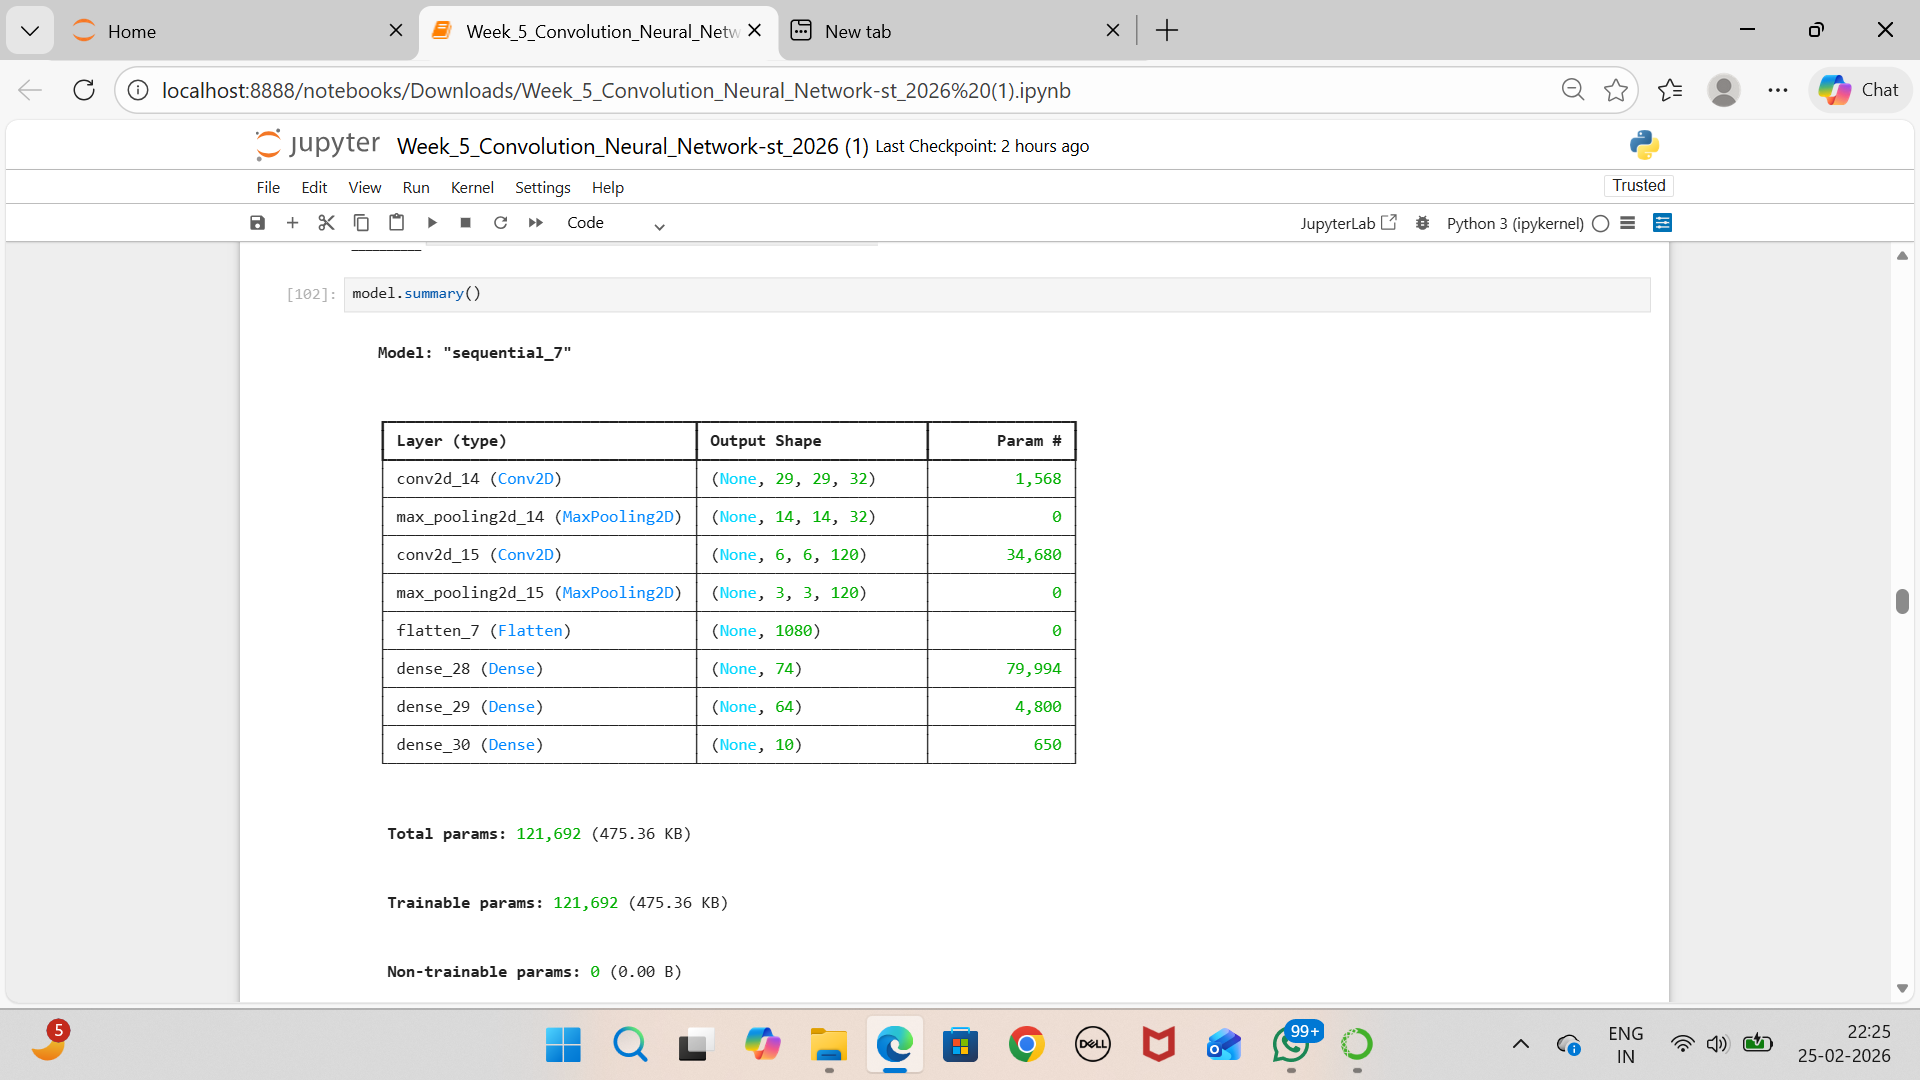 Home
Week_5_Convolution_Neural_Netw
New tab
localhost:8888/notebooks/Downloads/Week_5_Convolution_Neural_Network-st_2026%20(1).ipynb
Chat
jupyter Week_5_Convolution_Neural_Network-st_2026 (1) Last Checkpoint: 2 hours ago
File Edit View Run Kernel Settings Help
Trusted
Code
JupyterLab
Python 3 (ipykernel)
[102]: model.summary()
Model: "sequential_7"
Layer (type) Output Shape Param #
conv2d_14 (Conv2D) (None, 29, 29, 32) 1,568
max_pooling2d_14 (MaxPooling2D) (None, 14, 14, 32) 0
conv2d_15 (Conv2D) (None, 6, 6, 120) 34,680
max_pooling2d_15 (MaxPooling2D) (None, 3, 3, 120) 0
flatten_7 (Flatten) (None, 1080) 0
dense_28 (Dense) (None, 74) 79,994
dense_29 (Dense) (None, 64) 4,800
dense_30 (Dense) (None, 10) 650
Total params: 121,692 (475.36 KB)
Trainable params: 121,692 (475.36 KB)
Non-trainable params: 0 (0.00 B)
5
DELL
99+
ENG
IN
22:25
25-02-2026